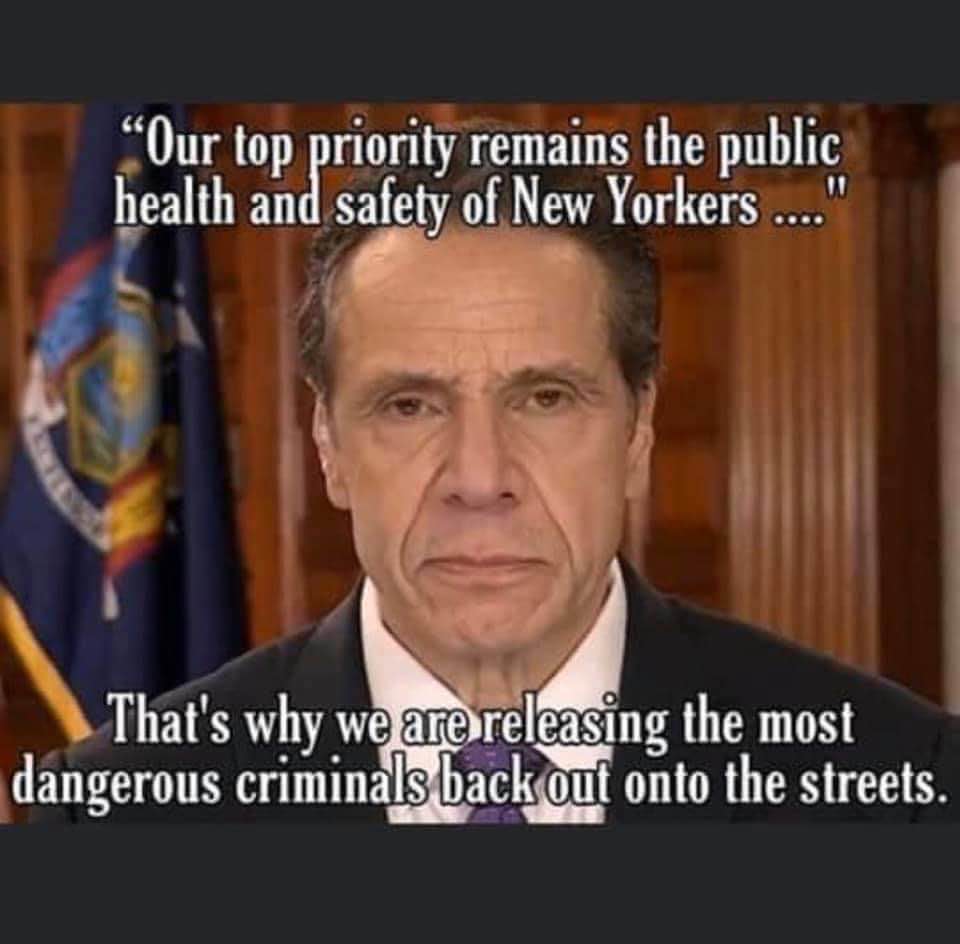 “Our top priority remains the public
health and safety of New Yorkers ...."
That's why we are releasing the most
dangerous criminals back out onto the streets.